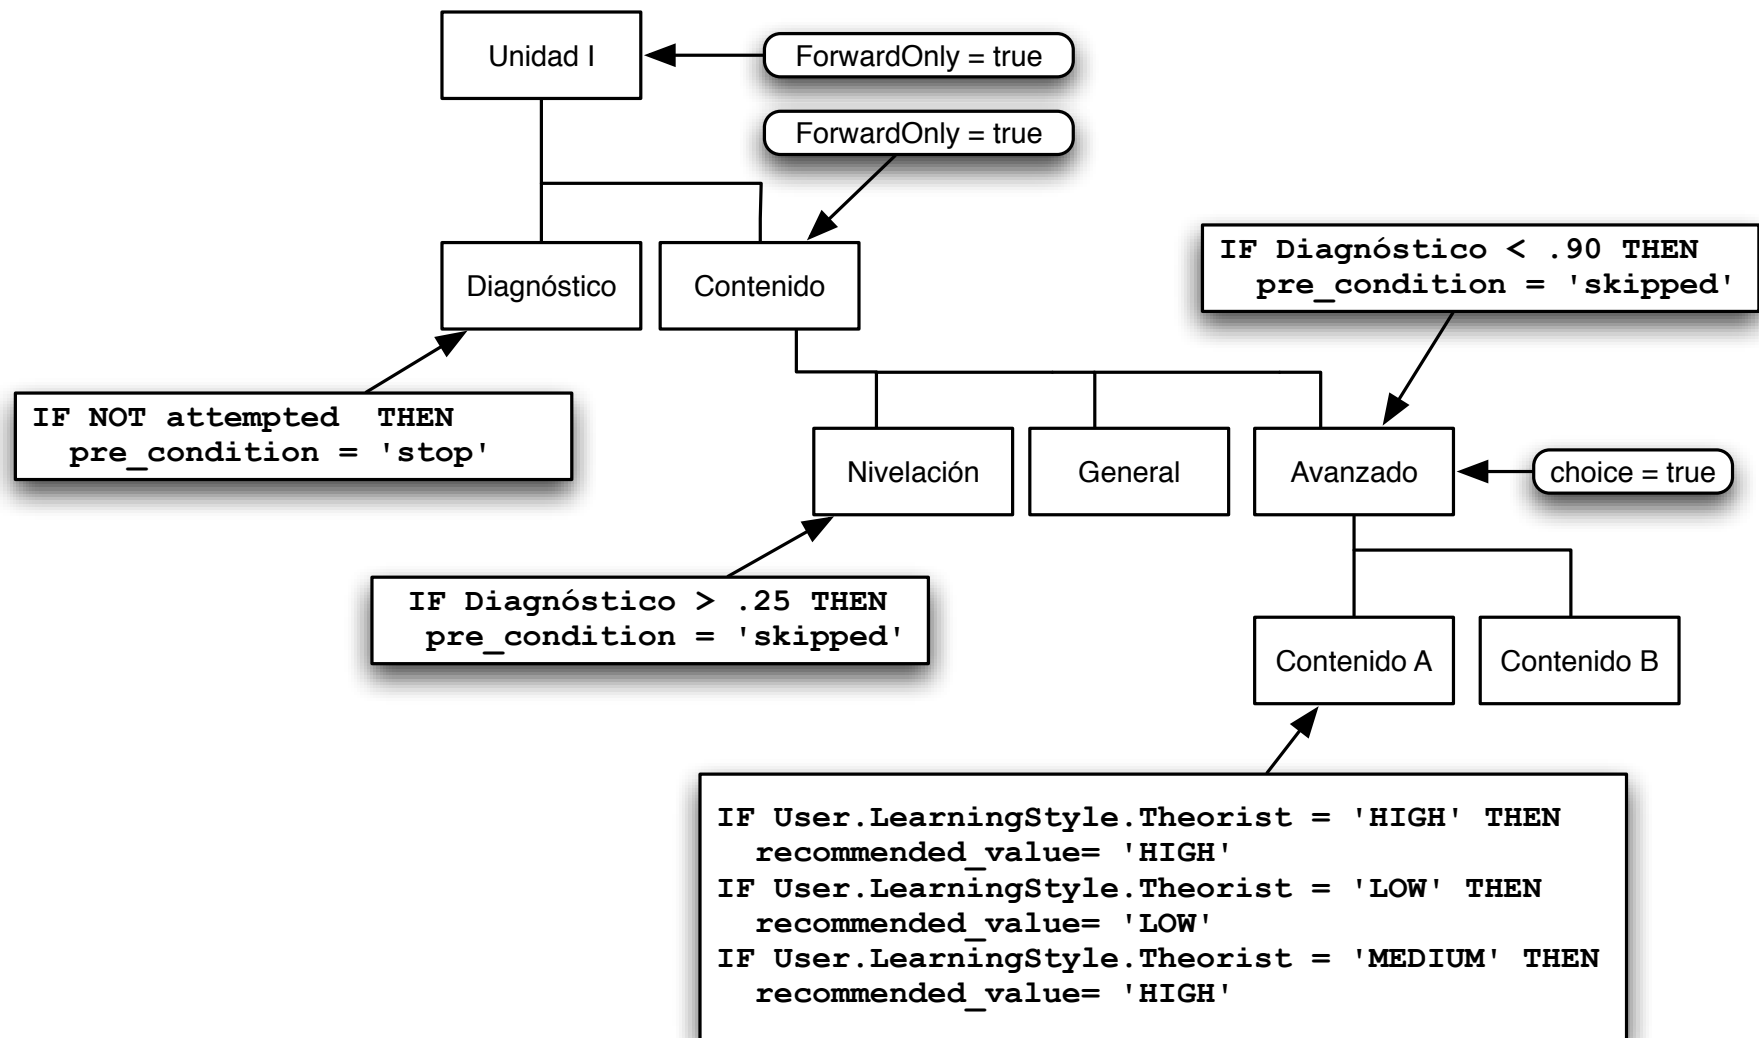 Unidad I
ForwardOnly = true
ForwardOnly = true
Diagnóstico
Contenido
IF Diagnóstico < .90 THEN
pre_condition = 'skipped'
IF NOT attempted THEN
pre_condition = 'stop'
Nivelación
General
Avanzado
choice = true
IF Diagnóstico > .25 THEN
pre_condition = 'skipped'
Contenido A
Contenido B
IF User.LearningStyle.Theorist = 'HIGH' THEN
recommended_value= 'HIGH'
IF User.LearningStyle.Theorist = 'LOW' THEN
recommended_value= 'LOW'
IF User.LearningStyle.Theorist = 'MEDIUM' THEN
recommended_value= 'HIGH'